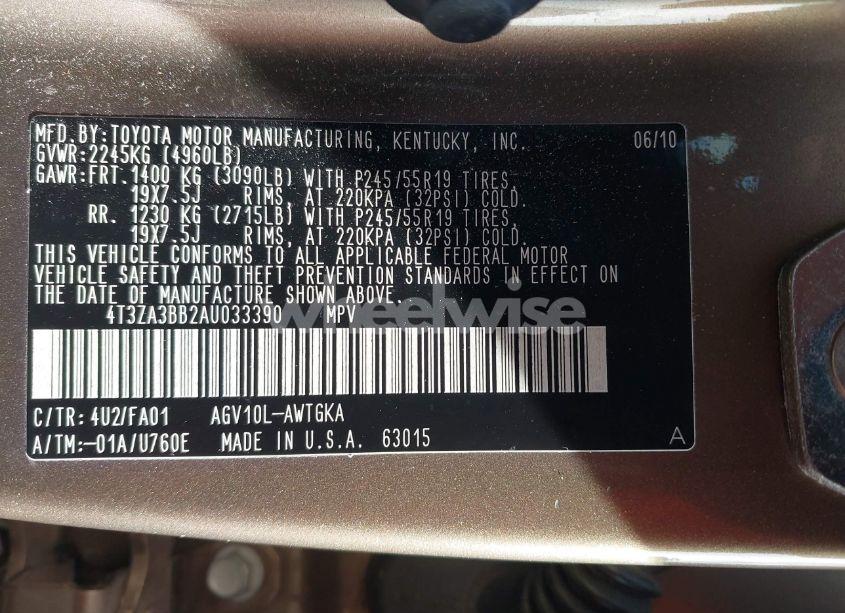 MFD.BY:TOYOTA MOTOR MANUFACTURING, KENTUCKY, INC. 06/10
GVWR:2245KG (4960LB)
GAWR:FRT.1400 KG (3090LB) WITH P245/55R19 TIRES,
19X7.5J RIMS, AT 220KPA (32PSI) COLD.
RR. 1230 KG (2715LB) WITH P245/55R19 TIRES,
19X7.5J RIMS, AT 220KPA (32PSI) COLD.
THIS VEHICLE CONFORMS TO ALL APPLICABLE FEDERAL MOTOR
VEHICLE SAFETY AND THEFT PREVENTION STANDARDS IN EFFECT ON
THE DATE OF MANUFACTURE SHOWN ABOVE.
4T3ZA3BB2AU033390 MPV
wheelwise
C/TR: 4U2/FA01 AGV10L-AWTGKA
A/TM:-01A/U760E MADE IN U.S.A. 63015 A